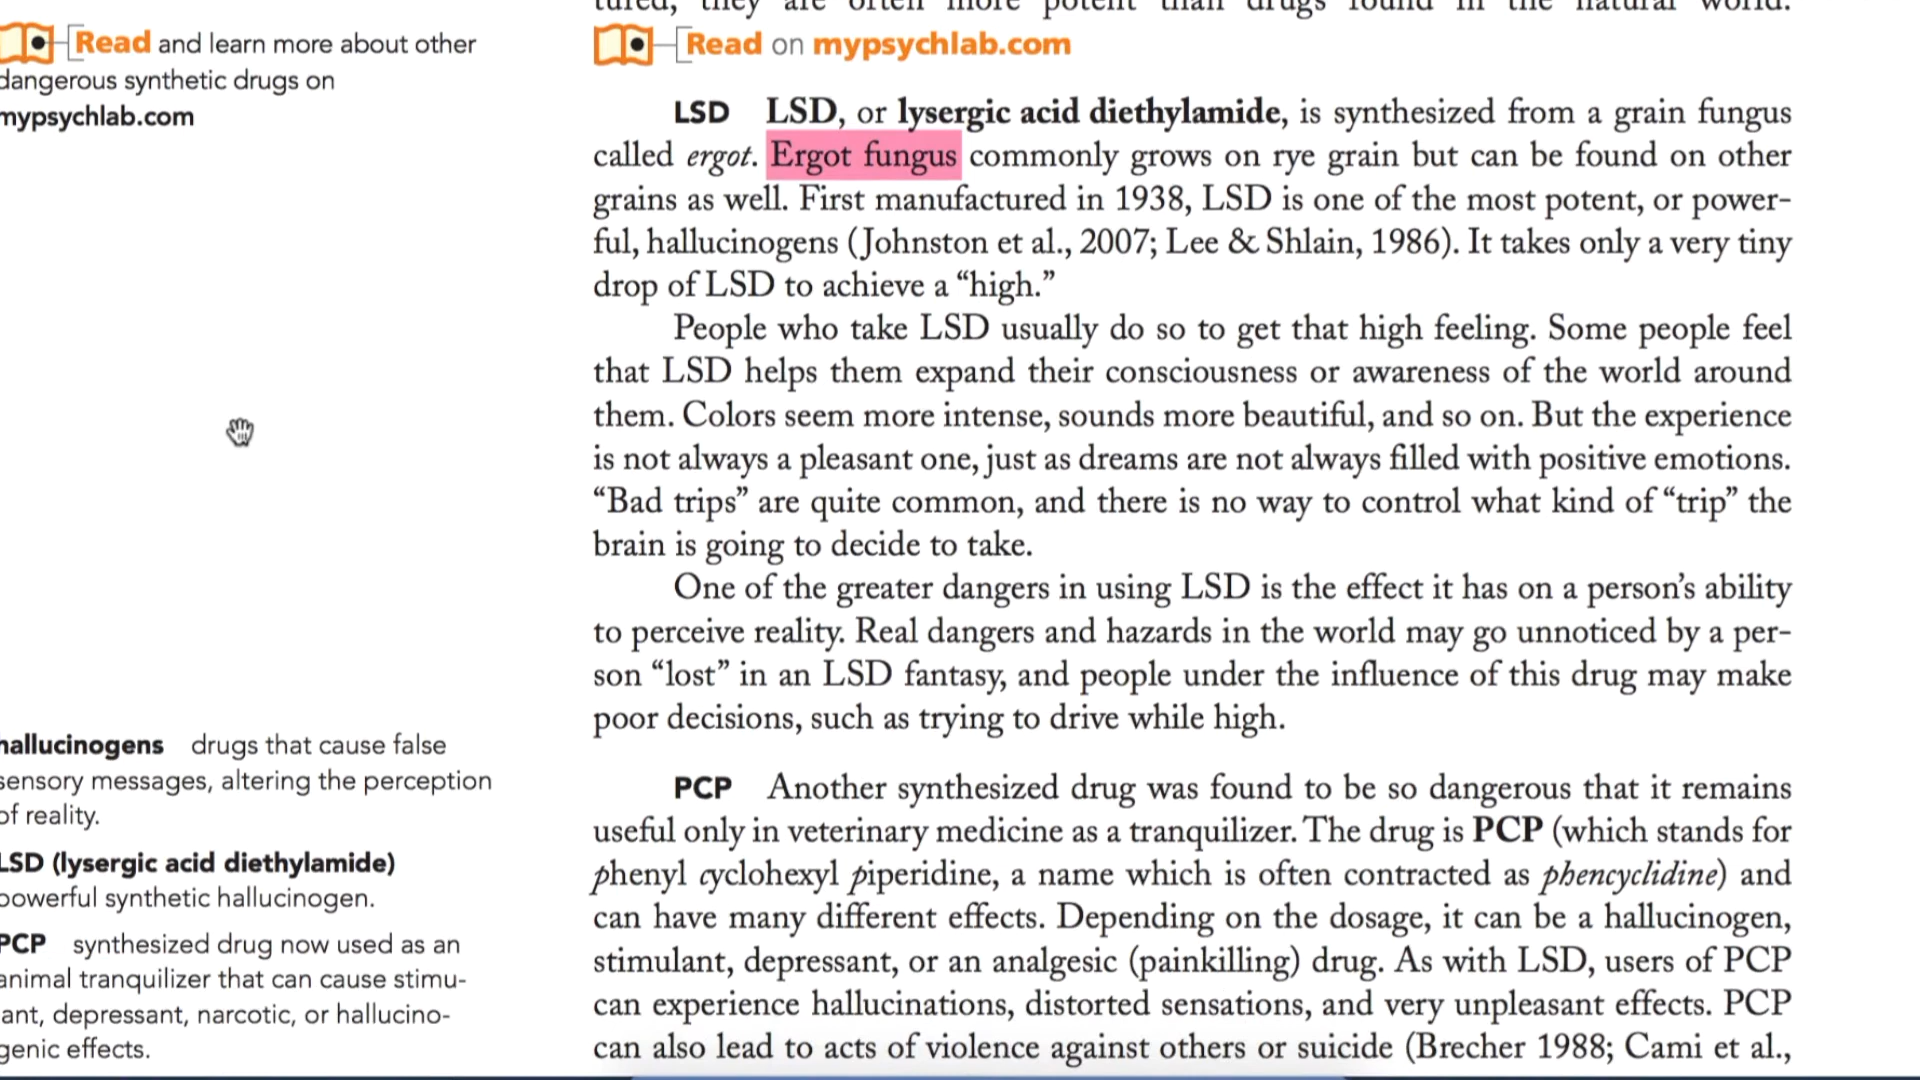 Read and learn more about other
dangerous synthetic drugs on
mypsychlab.com
hallucinogens drugs that cause false
sensory messages, altering the perception
of reality.
LSD (lysergic acid diethylamide)
powerful synthetic hallucinogen.
PCP synthesized drug now used as an
animal tranquilizer that can cause stimu-
lant, depressant, narcotic, or hallucino-
genic effects.
tured, they are often more potent than drugs found in the natural world.
Read on mypsychlab.com
LSD LSD, or lysergic acid diethylamide, is synthesized from a grain fungus
called ergot. Ergot fungus commonly grows on rye grain but can be found on other
grains as well. First manufactured in 1938, LSD is one of the most potent, or power-
ful, hallucinogens (Johnston et al., 2007; Lee & Shlain, 1986). It takes only a very tiny
drop of LSD to achieve a “high.”
People who take LSD usually do so to get that high feeling. Some people feel
that LSD helps them expand their consciousness or awareness of the world around
them. Colors seem more intense, sounds more beautiful, and so on. But the experience
is not always a pleasant one, just as dreams are not always filled with positive emotions.
“Bad trips” are quite common, and there is no way to control what kind of “trip” the
brain is going to decide to take.
One of the greater dangers in using LSD is the effect it has on a person’s ability
to perceive reality. Real dangers and hazards in the world may go unnoticed by a per-
son “lost” in an LSD fantasy, and people under the influence of this drug may make
poor decisions, such as trying to drive while high.
PCP Another synthesized drug was found to be so dangerous that it remains
useful only in veterinary medicine as a tranquilizer. The drug is PCP (which stands for
phenyl cyclohexyl piperidine, a name which is often contracted as phencyclidine) and
can have many different effects. Depending on the dosage, it can be a hallucinogen,
stimulant, depressant, or an analgesic (painkilling) drug. As with LSD, users of PCP
can experience hallucinations, distorted sensations, and very unpleasant effects. PCP
can also lead to acts of violence against others or suicide (Brecher 1988; Cami et al.,